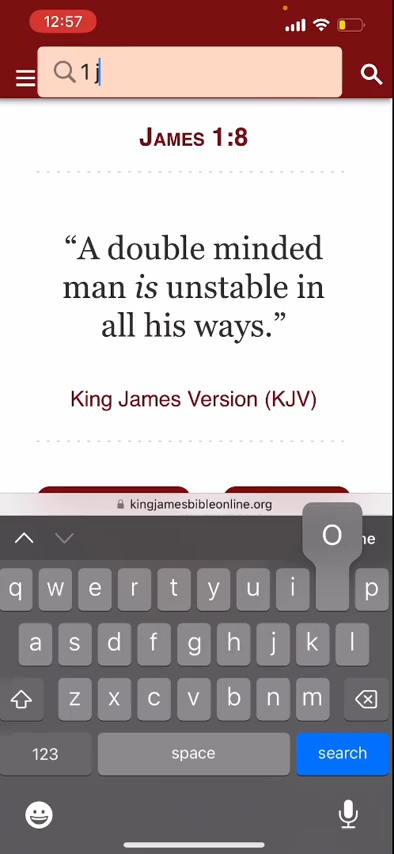 12:57
1 j
JAMES 1:8
“A double minded
man is unstable in
all his ways.”
King James Version (KJV)
kingjamesbibleonline.org
O
ne
q w e r t y u i p
a s d f g h j k l
z x c v b n m
123 space search